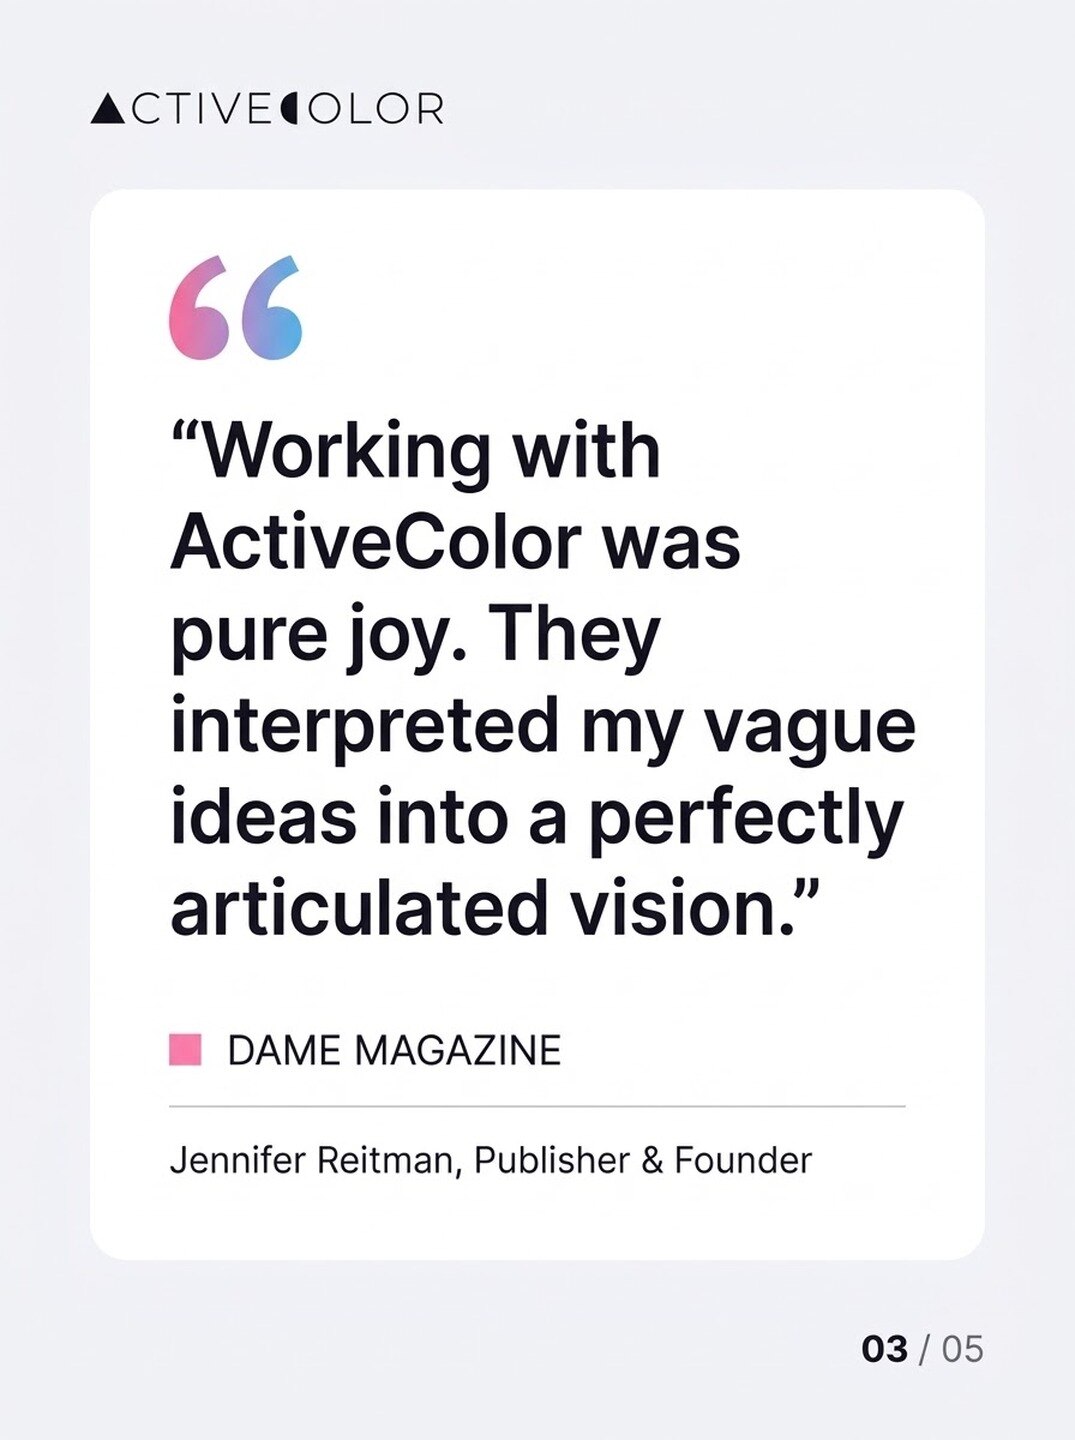 ACTIVECOLOR
“Working with
ActiveColor was
pure joy. They
interpreted my vague
ideas into a perfectly
articulated vision.”
DAME MAGAZINE
Jennifer Reitman, Publisher & Founder
03 / 05